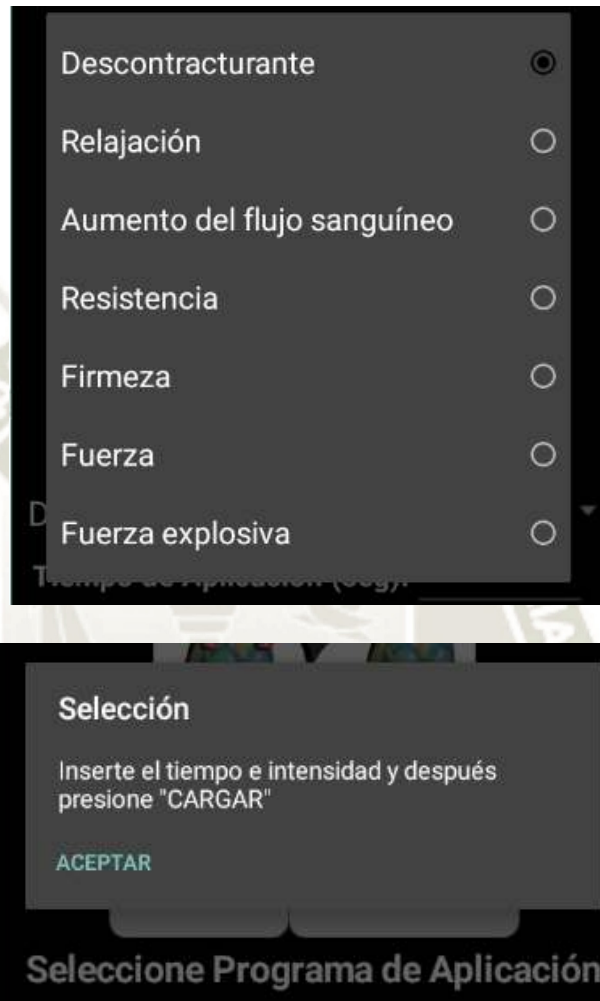 Descontracturante
Relajación
Aumento del flujo sanguíneo
Resistencia
Firmeza
Fuerza
Fuerza explosiva
Selección
Inserte el tiempo e intensidad y después
presione "CARGAR"
ACEPTAR
Seleccione Programa de Aplicación